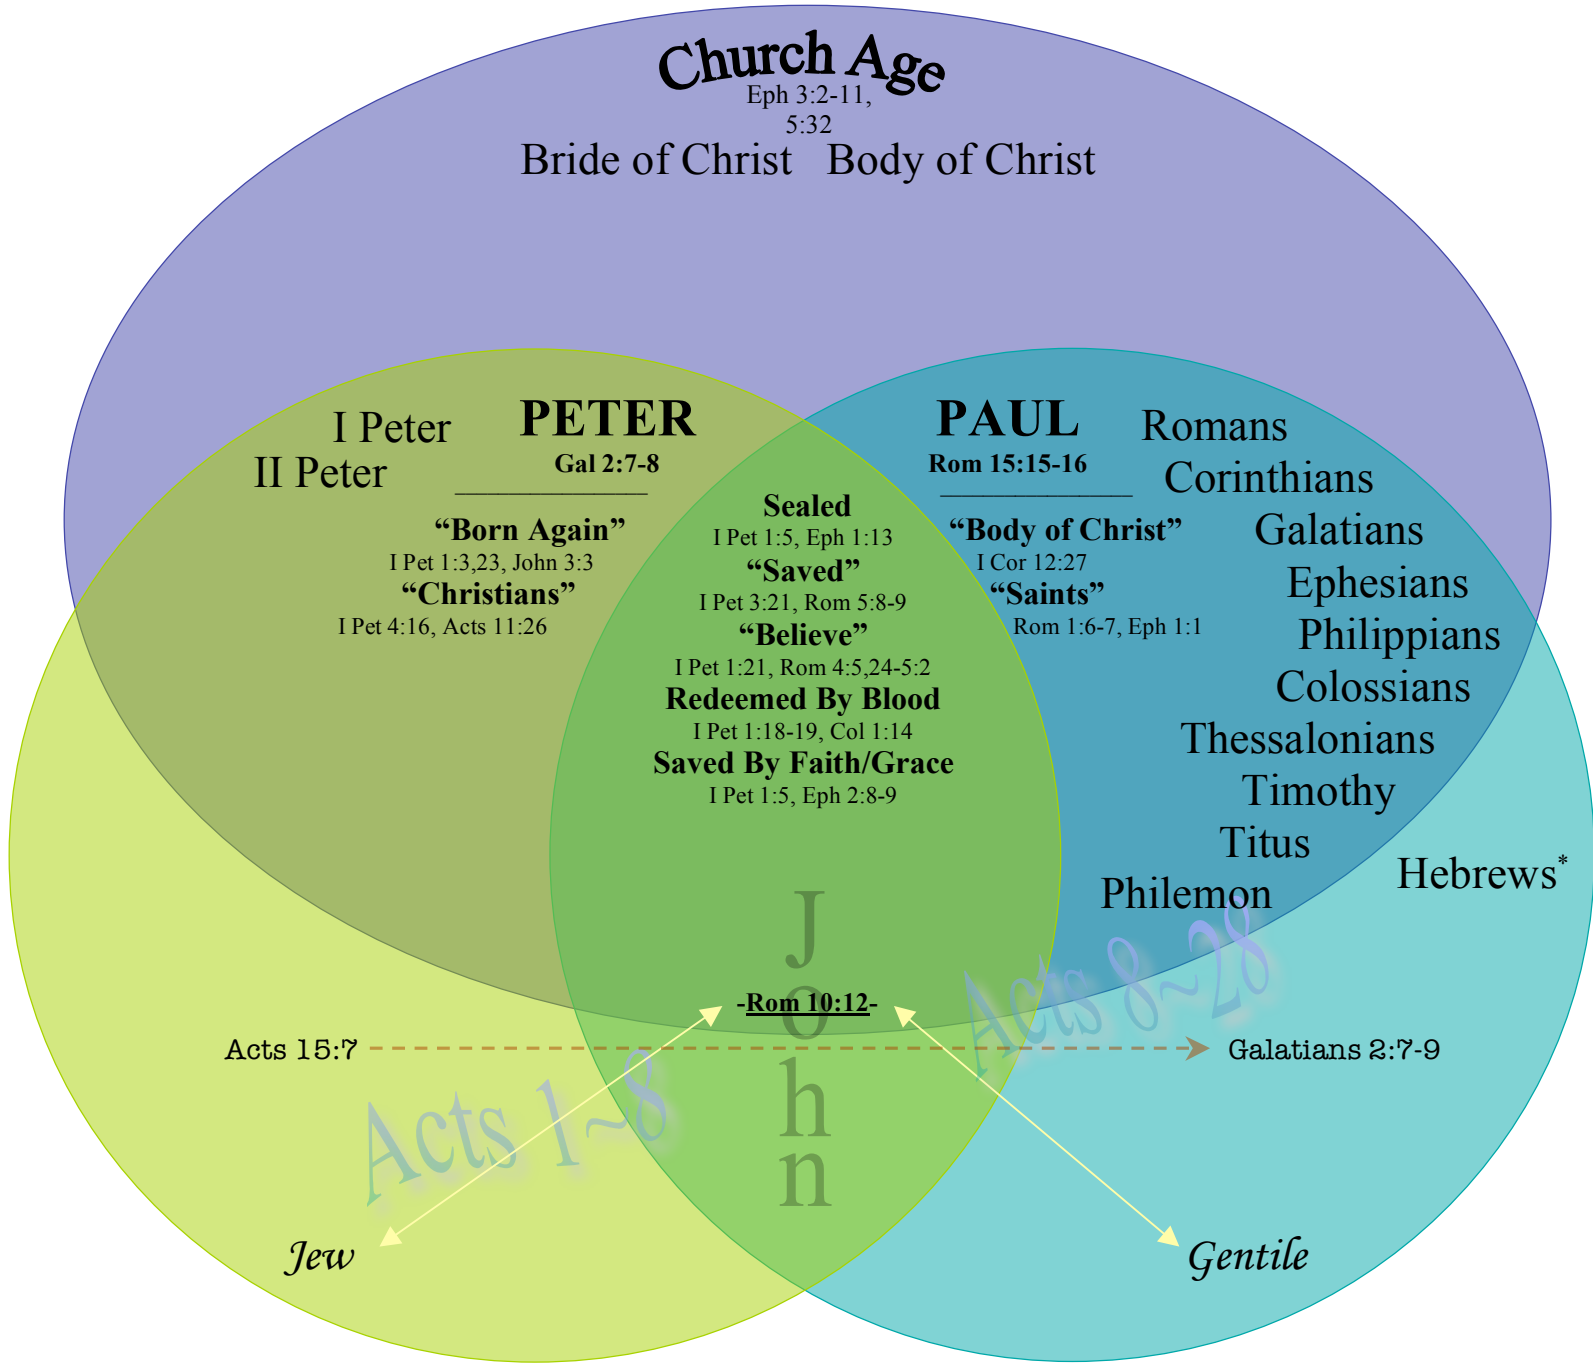 Church Age
Eph 3:2-11,
5:32
Bride of Christ Body of Christ
I Peter
II Peter
PETER
Gal 2:7-8
“Born Again”
I Pet 1:3,23, John 3:3
“Christians”
I Pet 4:16, Acts 11:26
Sealed
I Pet 1:5, Eph 1:13
“Saved”
I Pet 3:21, Rom 5:8-9
“Believe”
I Pet 1:21, Rom 4:5,24-5:2
Redeemed By Blood
I Pet 1:18-19, Col 1:14
Saved By Faith/Grace
I Pet 1:5, Eph 2:8-9
PAUL
Rom 15:15-16
“Body of Christ”
I Cor 12:27
“Saints”
Rom 1:6-7, Eph 1:1
Romans
Corinthians
Galatians
Ephesians
Philippians
Colossians
Thessalonians
Timothy
Titus
Philemon
Hebrews*
John
-Rom 10:12-
Acts 8~28
Acts 15:7
Galatians 2:7-9
Acts 1~8
Jew
Gentile